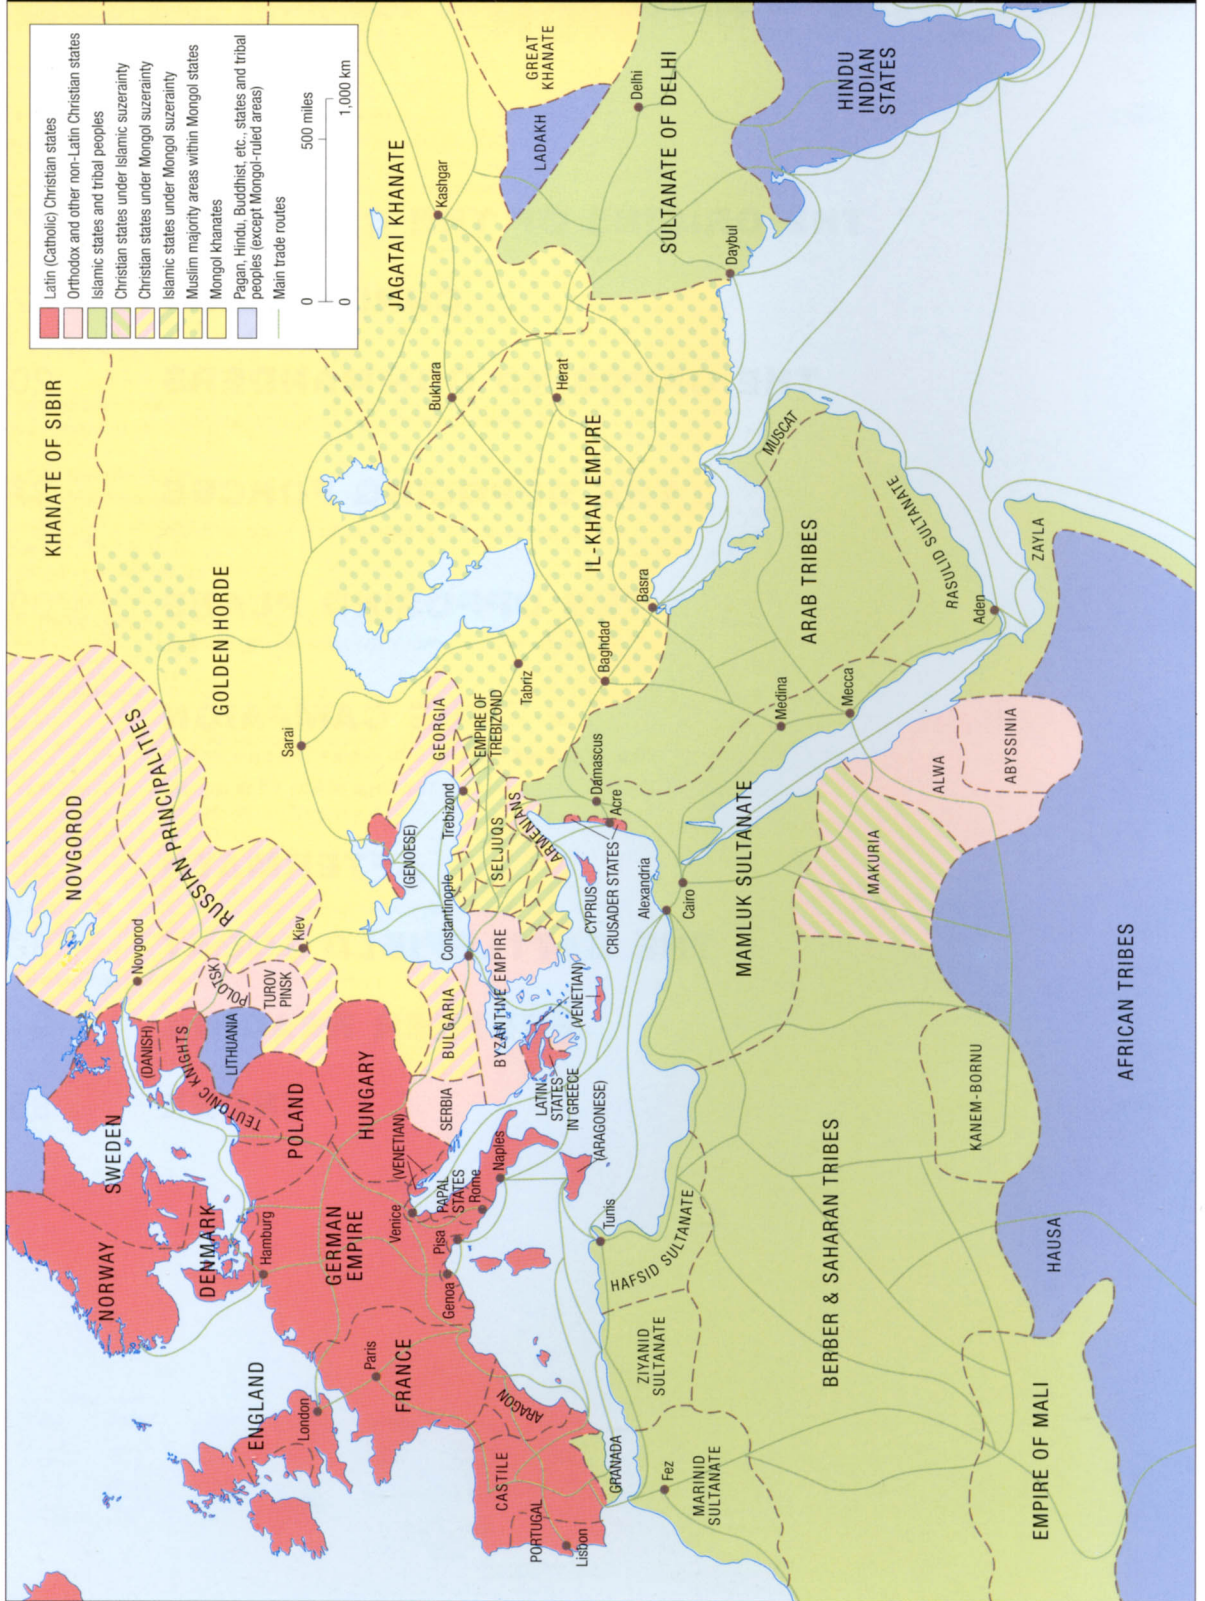 Latin (Catholic) Christian states
Orthodox and other non-Latin Christian states
Islamic states and tribal peoples
Christian states under Islamic suzerainty
Christian states under Mongol suzerainty
Islamic states under Mongol suzerainty
Muslim majority areas within Mongol states
Mongol khanates
Pagan, Hindu, Buddhist, etc., states and tribal
peoples (except Mongol-ruled areas)
Main trade routes
0 500 miles
0 1,000 km
NORWAY
SWEDEN
NOVGOROD
KHANATE OF SIBIR
DENMARK
(DANISH)
Novgorod
RUSSIAN PRINCIPALITIES
TEUTONIC KNIGHTS
POLOTSK
LITHUANIA
TUROV
PINSK
GOLDEN HORDE
ENGLAND
London
Hamburg
POLAND
Kiev
Sarai
GERMAN
EMPIRE
Paris
FRANCE
HUNGARY
JAGATAI KHANATE
Kashgar
Bukhara
GREAT
KHANATE
LADAKH
Venice
(VENETIAN)
(GENOESE)
GEORGIA
Genoa
Pisa
PAPAL
STATES
Rome
SERBIA
BULGARIA
Constantinople
Trebizond
EMPIRE OF
TREBIZOND
Tabriz
Herat
CASTILE
ARAGON
PORTUGAL
Lisbon
Naples
BYZANTINE EMPIRE
(SELJUQS)
ARMENIANS
LATIN
STATES
IN GREECE
(VENETIAN)
(ARAGONESE)
CYPRUS
CRUSADER STATES
Damascus
Acre
Baghdad
Basra
IL-KHAN EMPIRE
Delhi
SULTANATE OF DELHI
Daybul
HINDU
INDIAN
STATES
GRANADA
Tunis
Fez
MARINID
SULTANATE
ZIYANID
SULTANATE
HAFSID SULTANATE
Alexandria
Cairo
MAMLUK SULTANATE
Medina
Mecca
ARAB TRIBES
MUSCAT
RASULID SULTANATE
Aden
ZAYLA
BERBER & SAHARAN TRIBES
MAKURIA
ALWA
ABYSSINIA
KANEM-BORNU
EMPIRE OF MALI
HAUSA
AFRICAN TRIBES